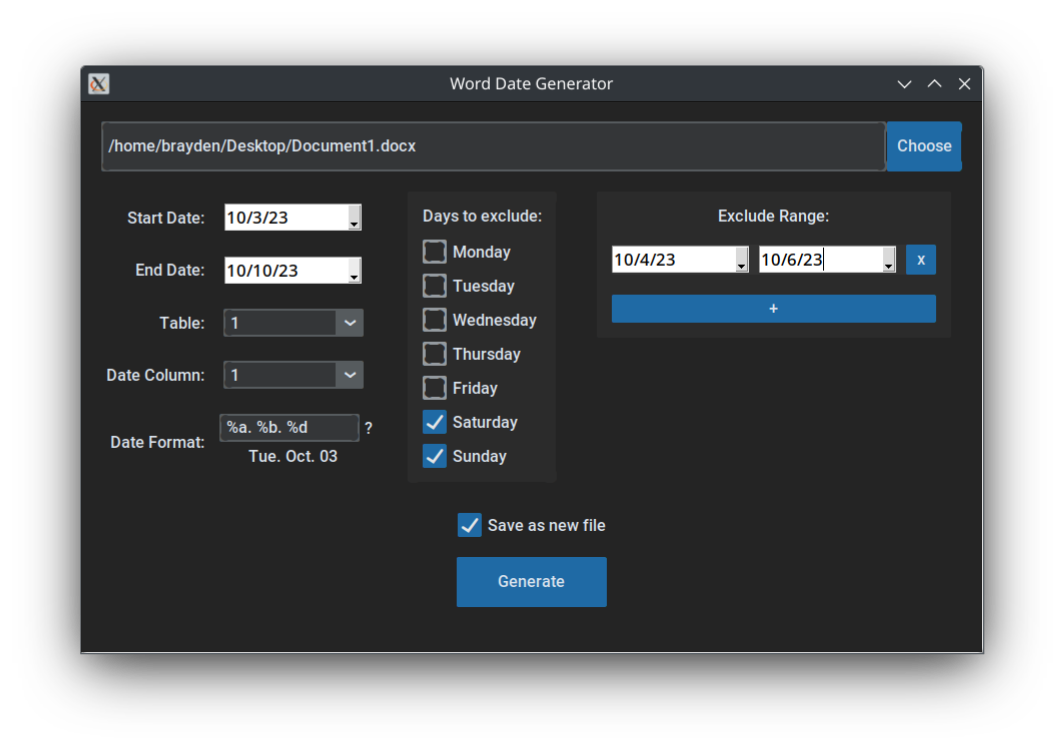 Word Date Generator
/home/brayden/Desktop/Document1.docx
Choose
Start Date:
10/3/23
End Date:
10/10/23
Table:
1
Date Column:
1
Date Format:
%a. %b. %d
?
Tue. Oct. 03
Days to exclude:
Monday
Tuesday
Wednesday
Thursday
Friday
Saturday
Sunday
Exclude Range:
10/4/23
10/6/23
x
+
Save as new file
Generate